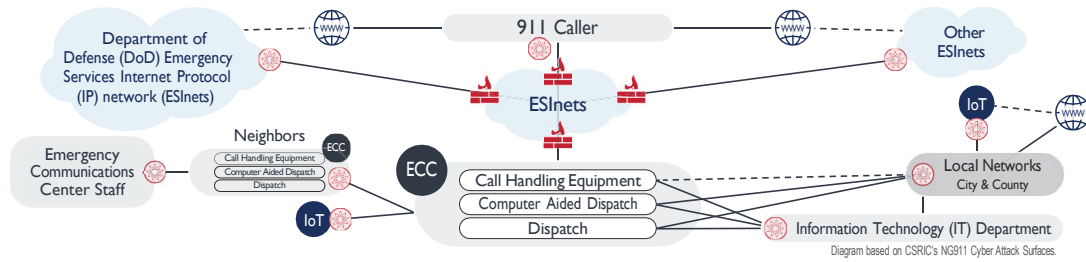 911 Caller
www
www
Department of
Defense (DoD) Emergency
Services Internet Protocol
(IP) network (ESInets)
Other
ESInets
ESInets
IoT
www
Neighbors
ECC
Call Handling Equipment
Computer Aided Dispatch
Dispatch
Emergency
Communications
Center Staff
IoT
ECC
Call Handling Equipment
Computer Aided Dispatch
Dispatch
Local Networks
City & County
Information Technology (IT) Department
Diagram based on CSRIC's NG911 Cyber Attack Surfaces.